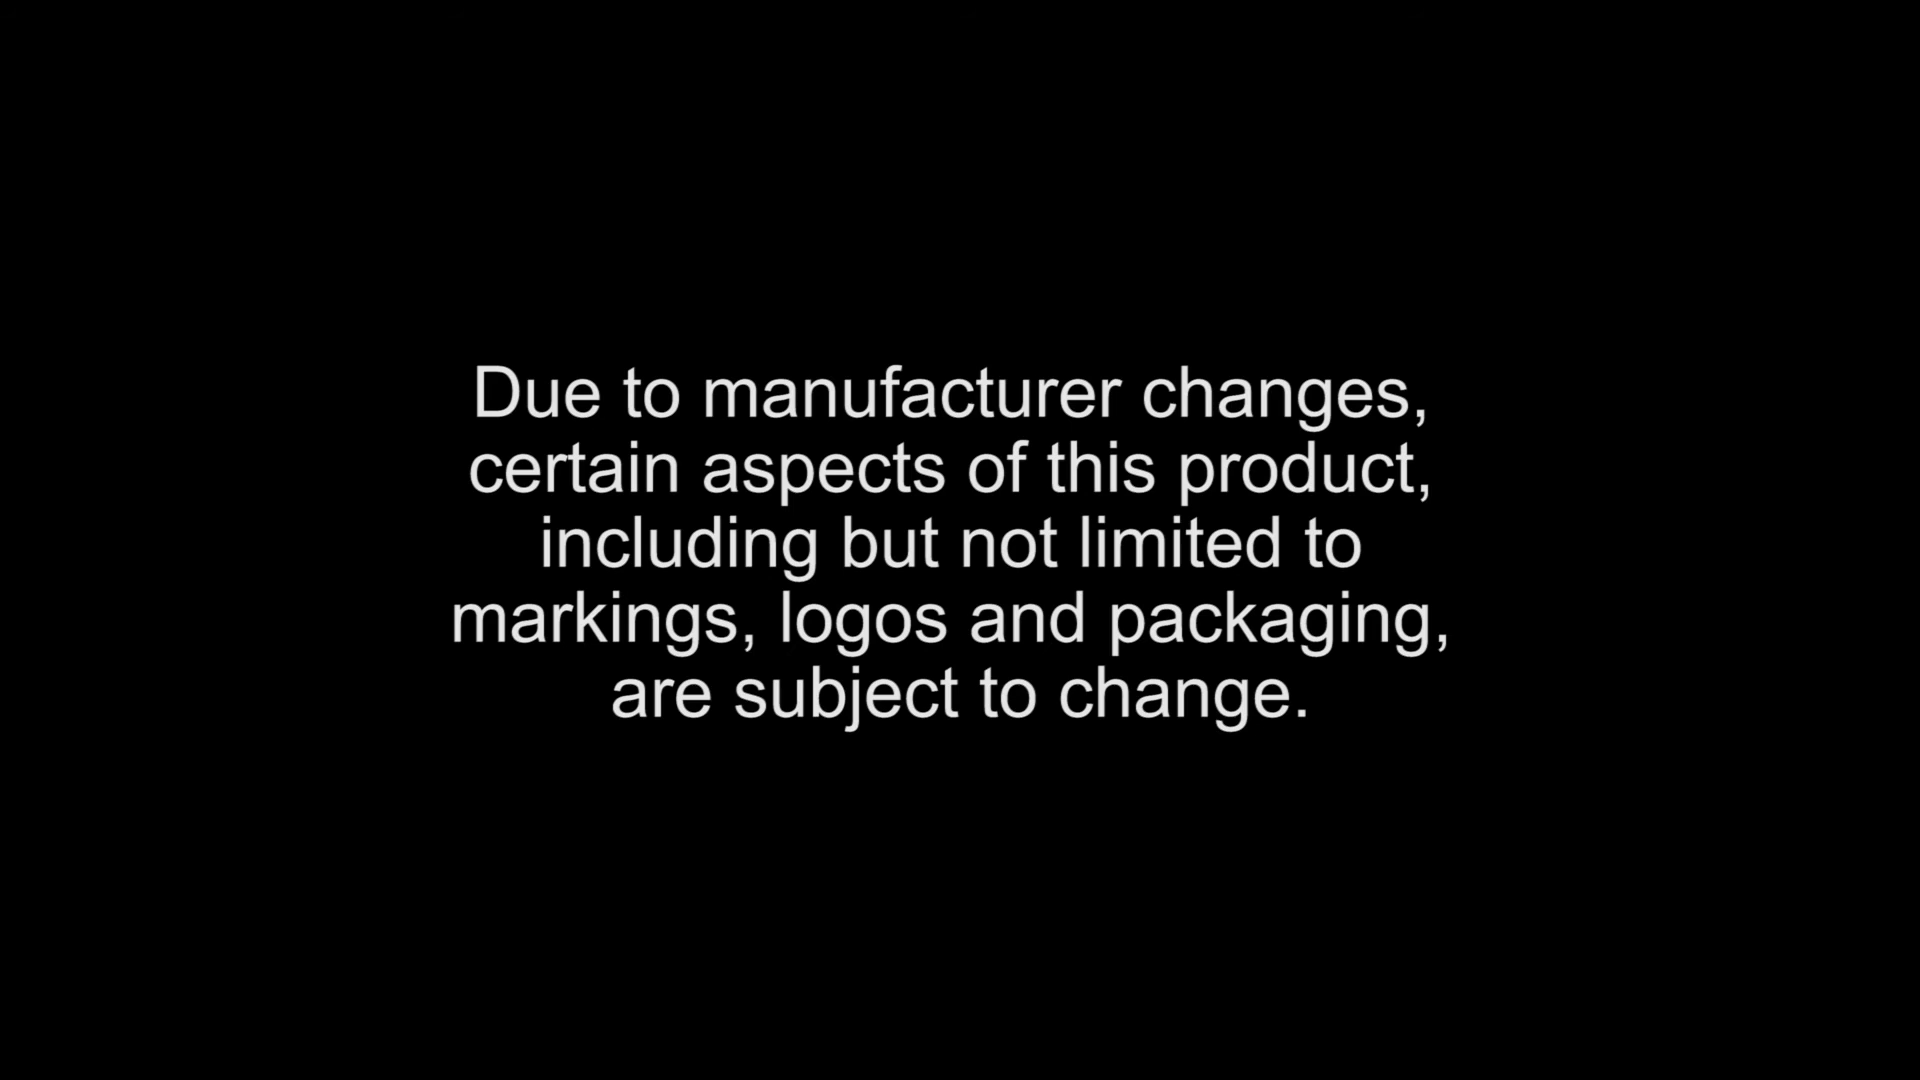 Due to manufacturer changes,
certain aspects of this product,
including but not limited to
markings, logos and packaging,
are subject to change.